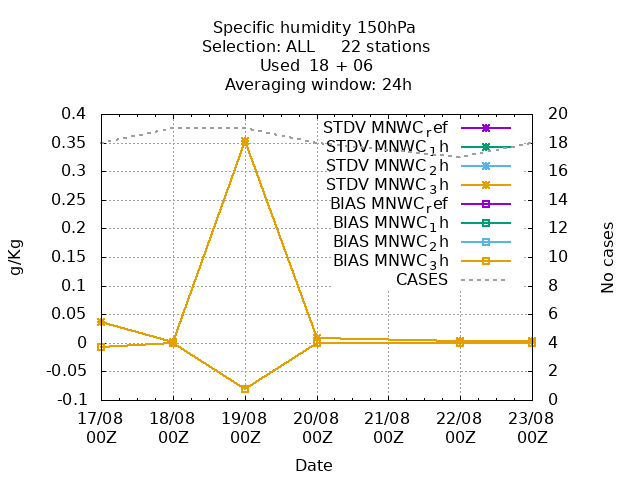 Specific humidity 150hPa
Selection: ALL 22 stations
Used 18 + 06
Averaging window: 24h
0.4
0.35
0.3
0.25
0.2
0.15
0.1
0.05
0
-0.05
-0.1
20
18
16
14
12
10
8
6
4
2
0
g/Kg
No cases
STDV MNWC_ref
STDV MNWC_1h
STDV MNWC_2h
STDV MNWC_3h
BIAS MNWC_ref
BIAS MNWC_1h
BIAS MNWC_2h
BIAS MNWC_3h
CASES
17/08 18/08 19/08 20/08 21/08 22/08 23/08
00Z 00Z 00Z 00Z 00Z 00Z 00Z
Date